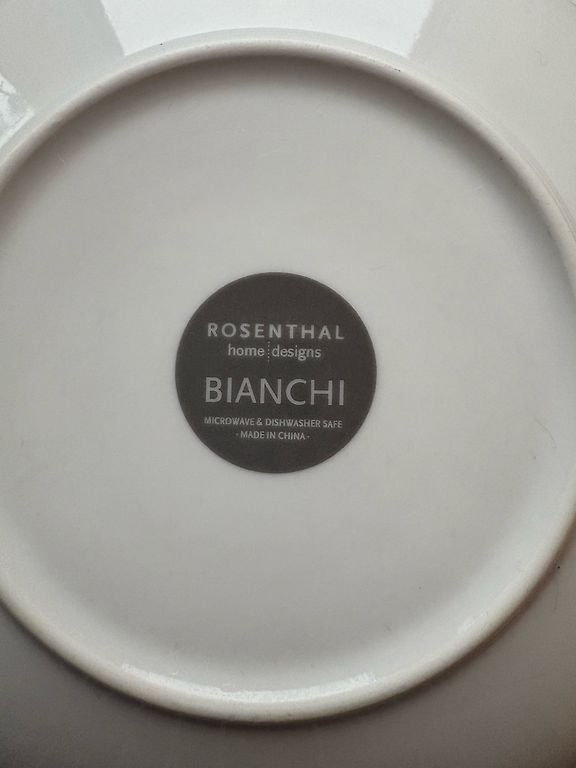 ROSENTHAL
home designs
BIANCHI
MICROWAVE & DISHWASHER SAFE
- MADE IN CHINA -